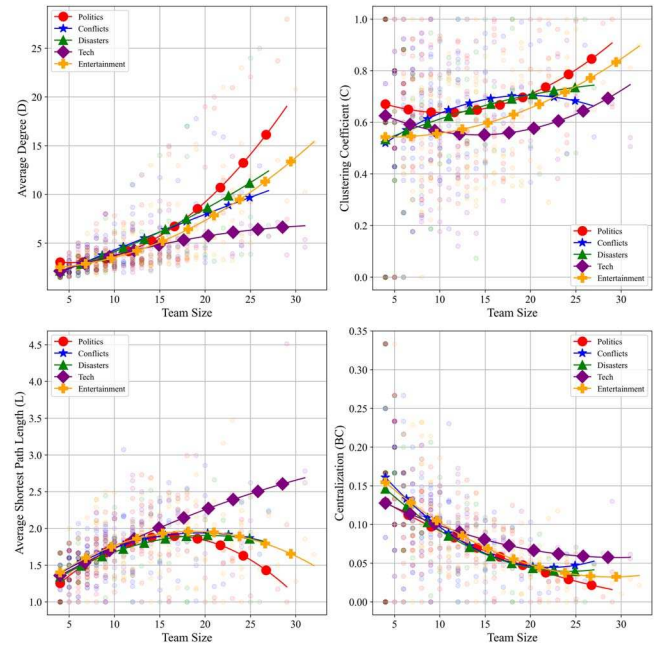 Average Degree (D)
25
20
15
10
5
Politics
Conflicts
Disasters
Tech
Entertainment
5 10 15 20 25 30
Team Size
Clustering Coefficient (C)
1.0
0.8
0.6
0.4
0.2
0.0
Politics
Conflicts
Disasters
Tech
Entertainment
5 10 15 20 25 30
Team Size
Average Shortest Path Length (L)
4.5
4.0
3.5
3.0
2.5
2.0
1.5
1.0
Politics
Conflicts
Disasters
Tech
Entertainment
5 10 15 20 25 30
Team Size
Centralization (BC)
0.35
0.30
0.25
0.20
0.15
0.10
0.05
0.00
Politics
Conflicts
Disasters
Tech
Entertainment
5 10 15 20 25 30
Team Size